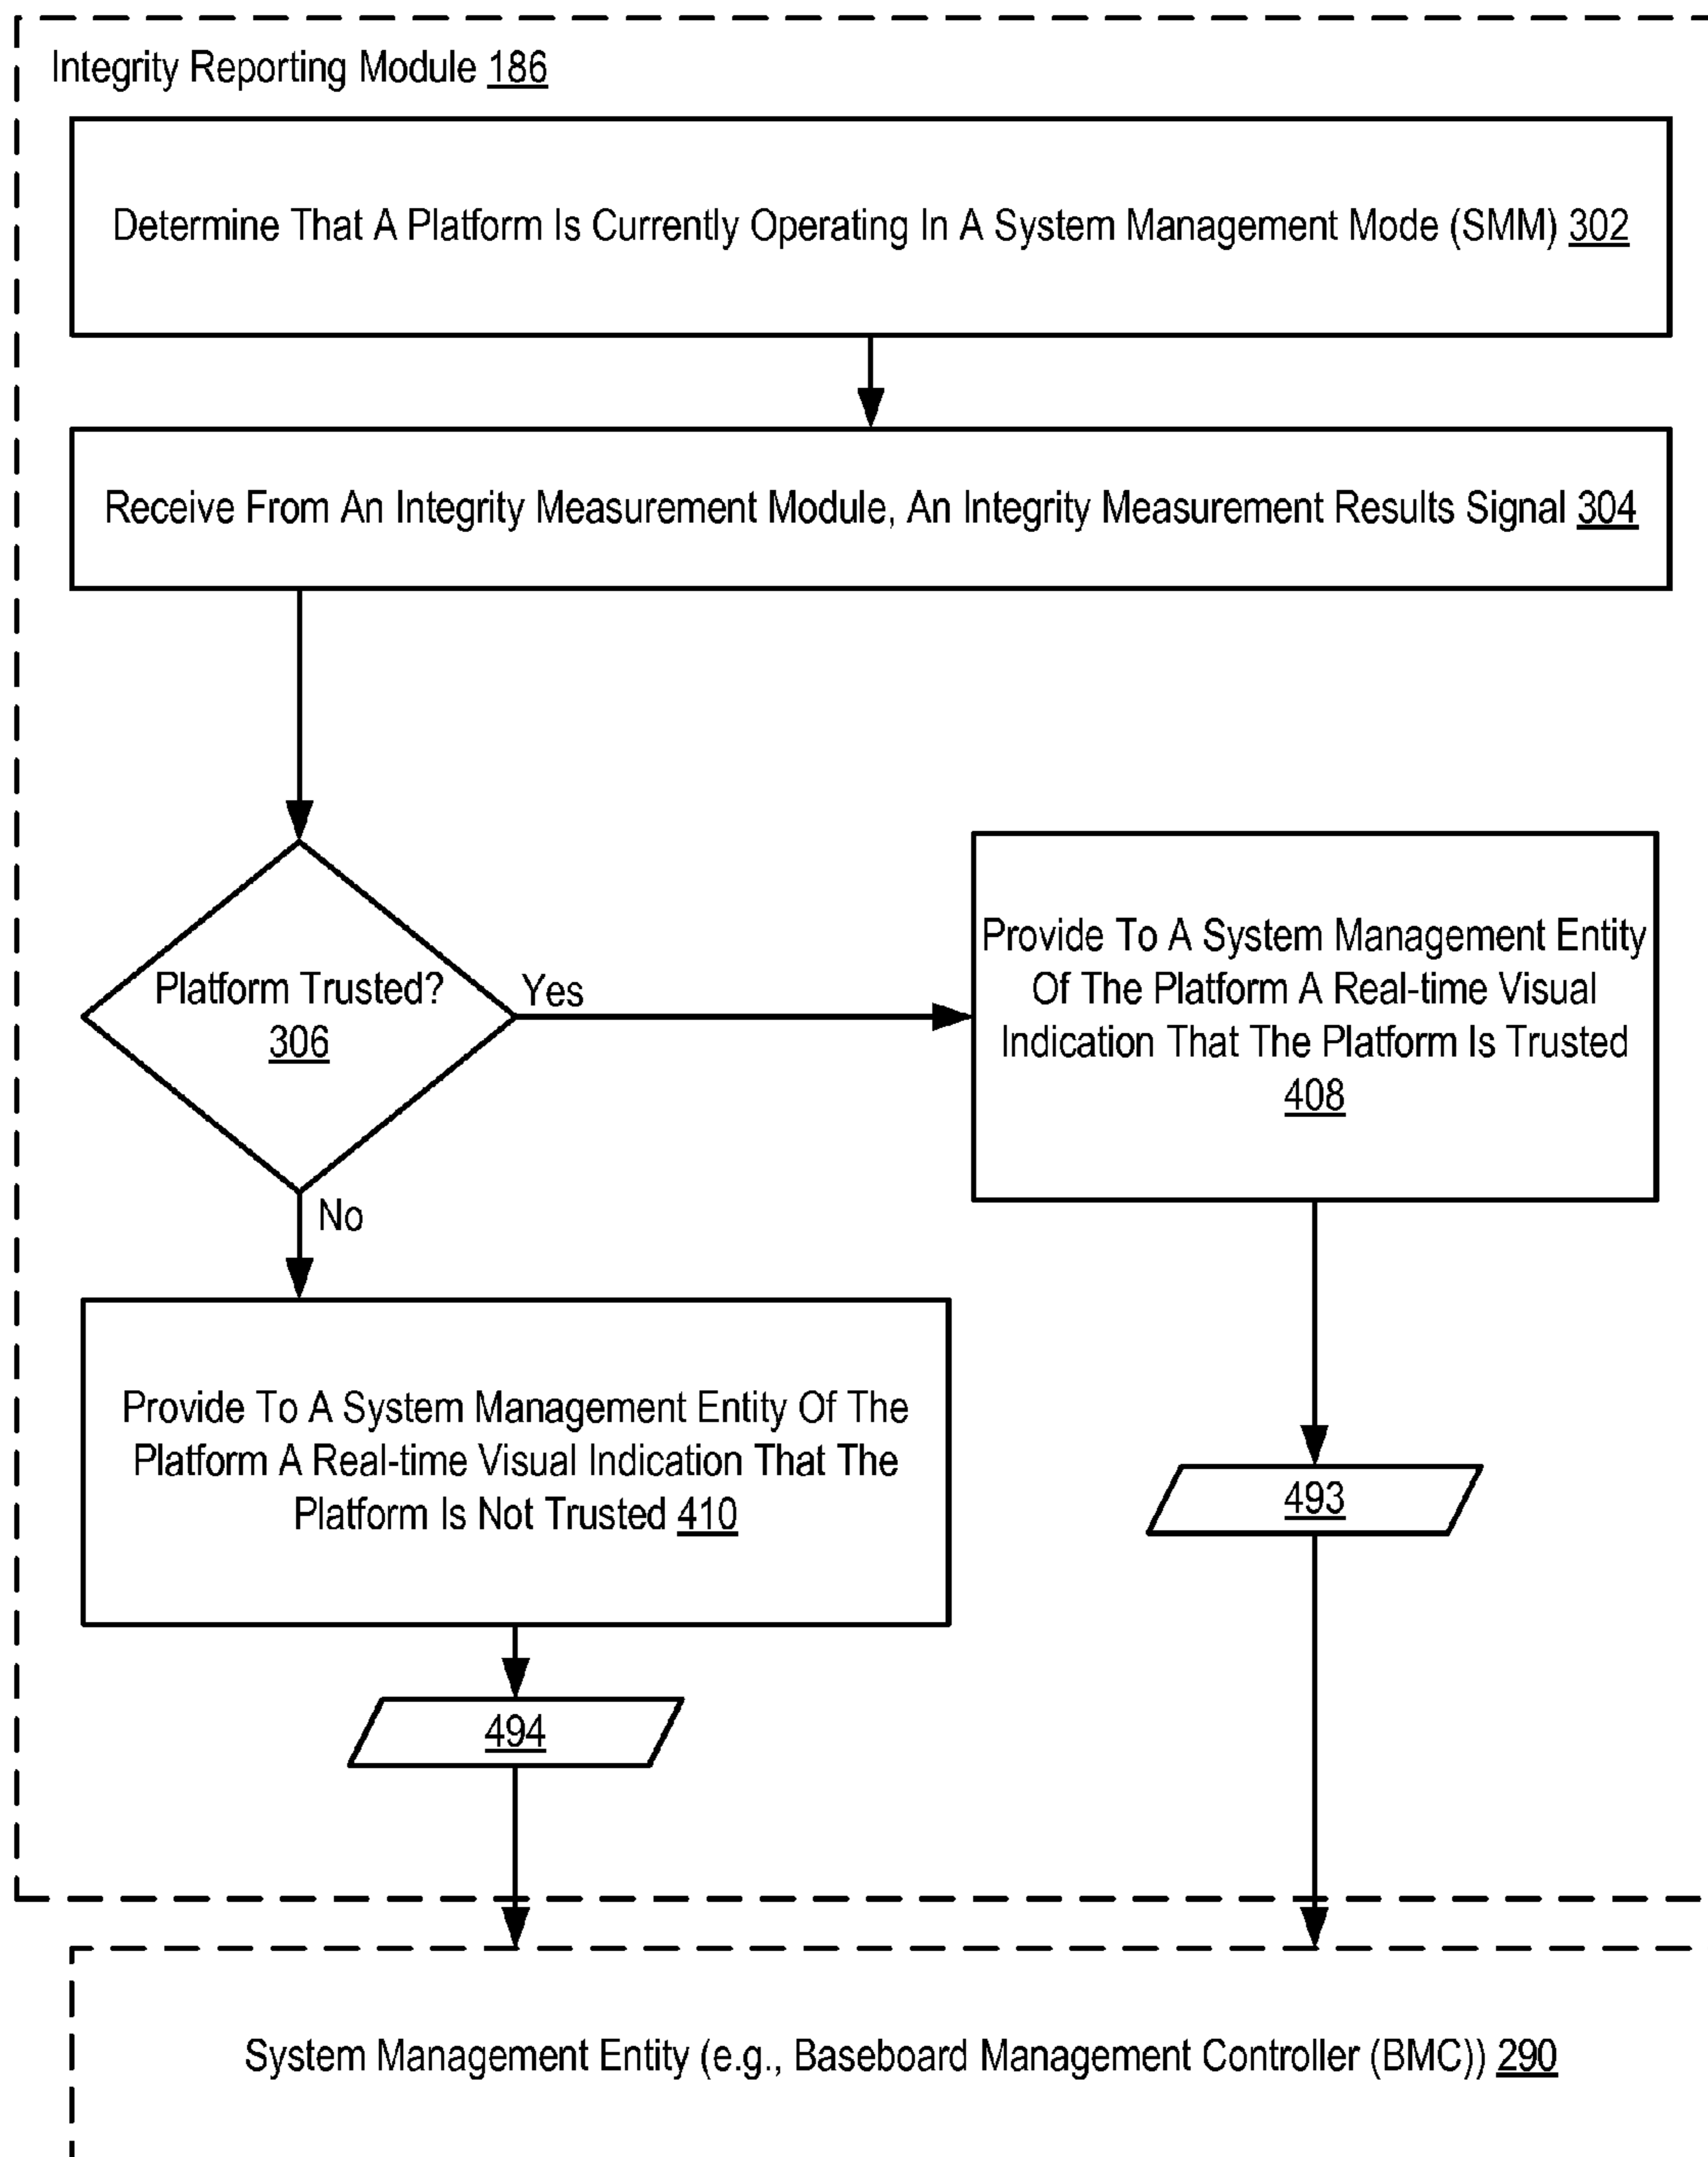 Integrity Reporting Module 186
Determine That A Platform Is Currently Operating In A System Management Mode (SMM) 302
Receive From An Integrity Measurement Module, An Integrity Measurement Results Signal 304
Platform Trusted?
306
Yes
No
Provide To A System Management Entity
Of The Platform A Real-time Visual
Indication That The Platform Is Trusted
408
Provide To A System Management Entity Of The
Platform A Real-time Visual Indication That The
Platform Is Not Trusted 410
493
494
System Management Entity (e.g., Baseboard Management Controller (BMC)) 290